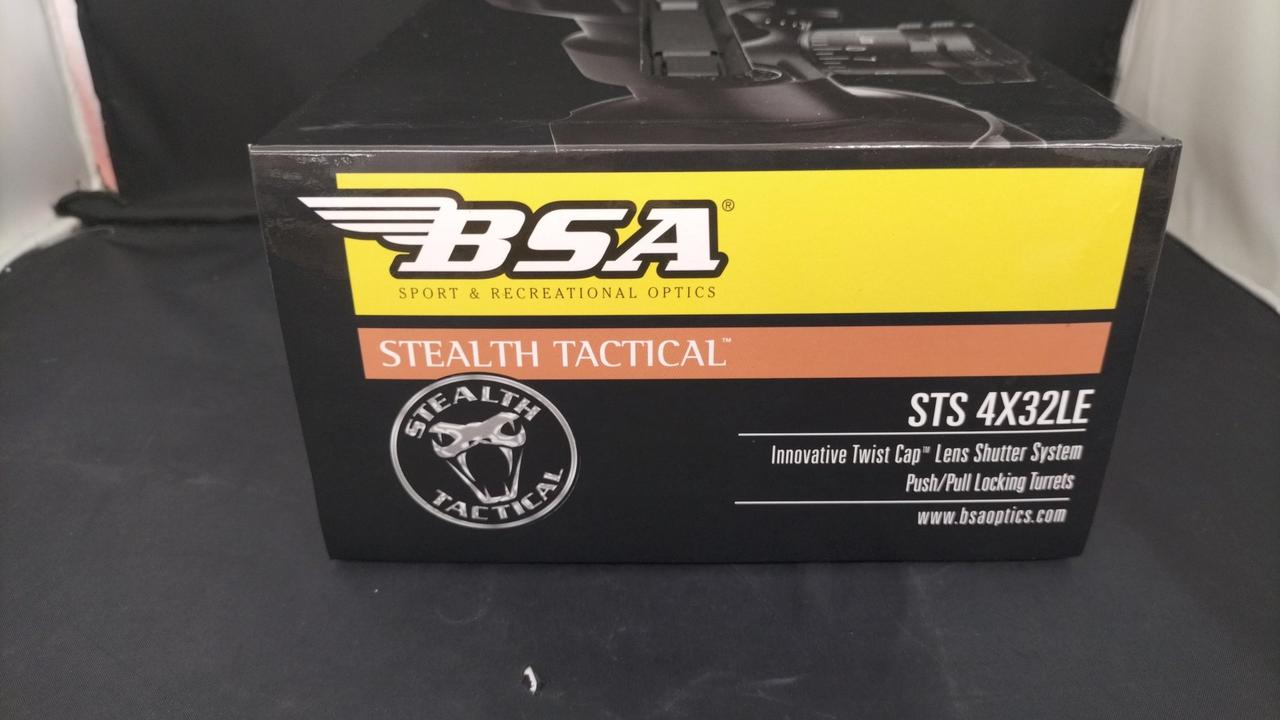 BSA®
SPORT & RECREATIONAL OPTICS
STEALTH TACTICAL™
STEALTH
TACTICAL
STS 4X32LE
Innovative Twist Cap™ Lens Shutter System
Push/Pull Locking Turrets
www.bsaoptics.com